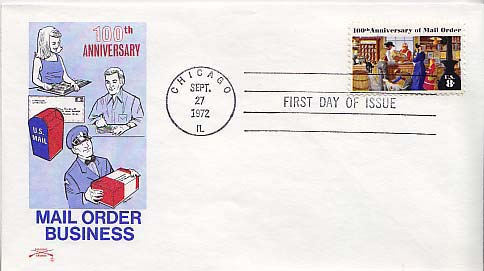 100th
ANNIVERSARY
U.S.
MAIL
MAIL ORDER
BUSINESS
CHICAGO
SEPT.
27
1972
IL
FIRST DAY OF ISSUE
100th Anniversary of Mail Order
U.S.
8¢